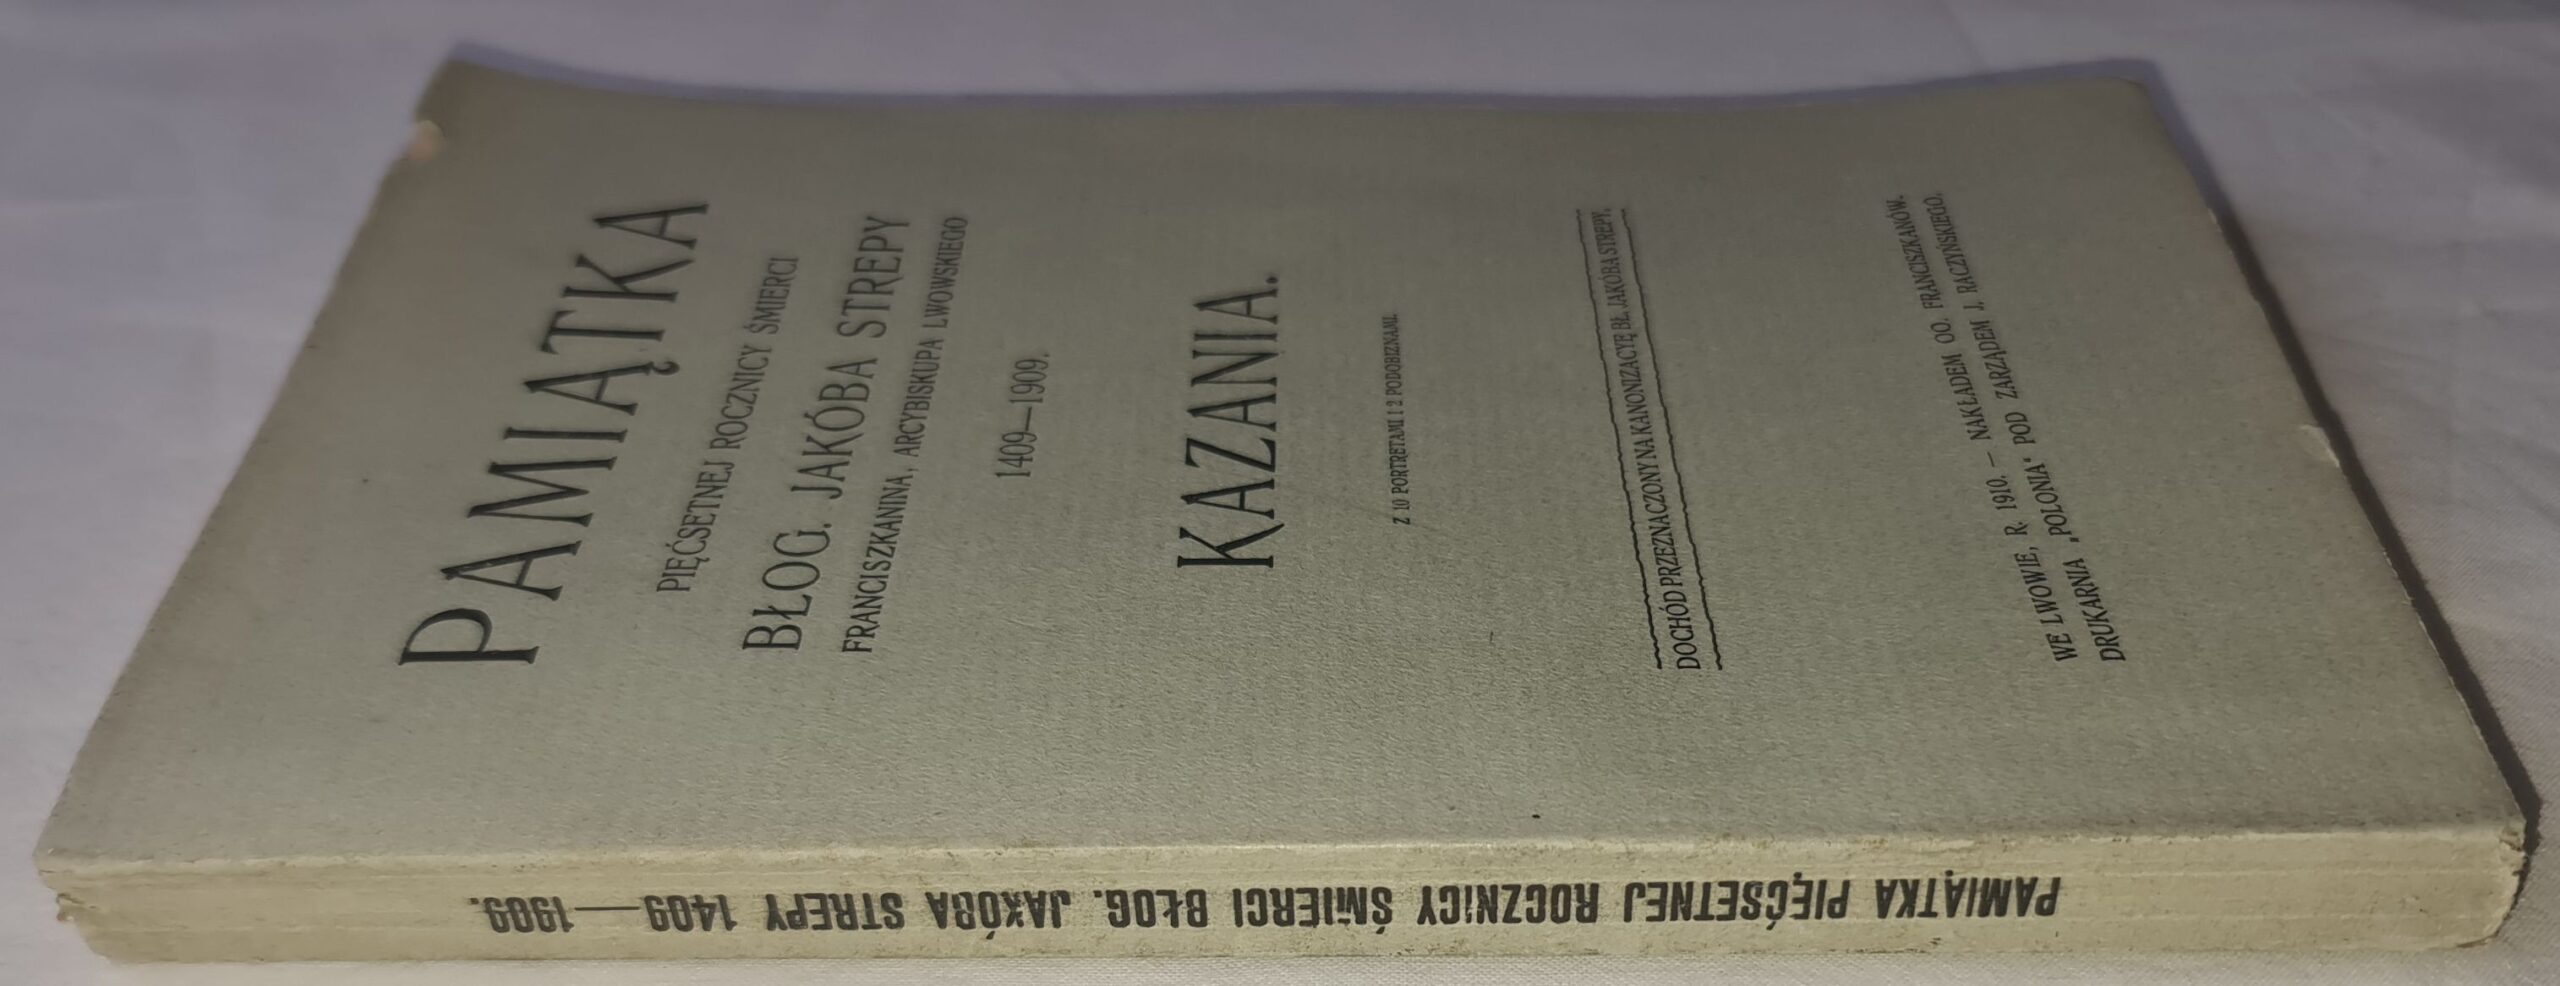 PAMIĄTKA
PIĘĆSETNEJ ROCZNICY ŚMIERCI
BŁOG. JAKÓBA STREPY
FRANCISZKANINA, ARCYBISKUPA LWOWSKIEGO
1409—1909.
KAZANIA.
Z 10 PORTRETAMI I 2 PODOBIZNAMI.
DOCHÓD PRZEZNACZONY NA KANONIZACYĘ BŁ. JAKÓBA STREPY.
WE LWOWIE, R. 1910. — NAKŁADEM OO. FRANCISZKANÓW.
DRUKARNIA „POLONIA“ POD ZARZĄDEM J. RACZYŃSKIEGO.
PAMIĄTKA PIĘĆSETNEJ ROCZNICY ŚMIERCI BŁOG. JAKÓBA STREPY 1409—1909.